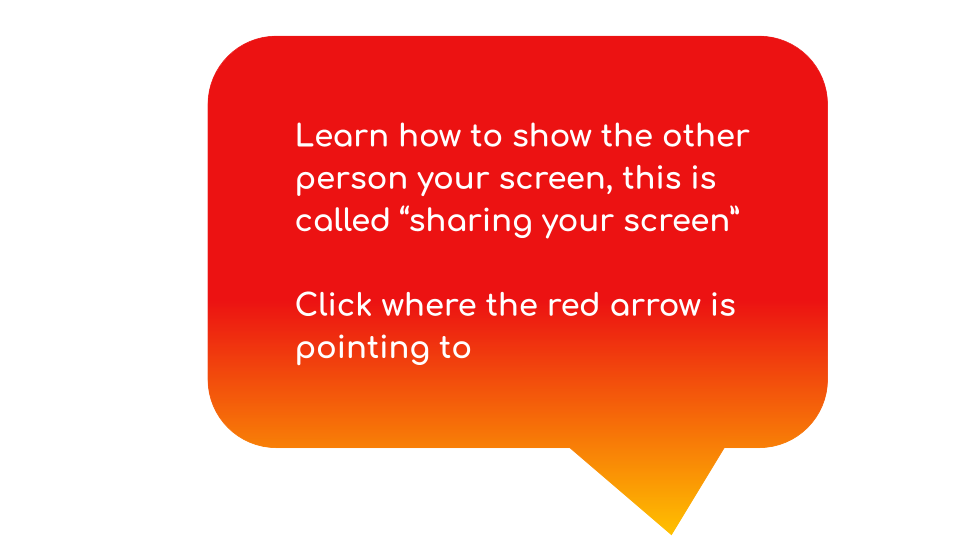 Learn how to show the other
person your screen, this is
called “sharing your screen”
Click where the red arrow is
pointing to